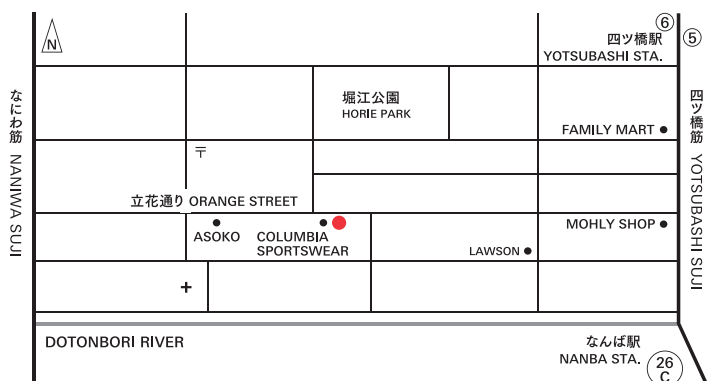 N
⑥
⑤
四ツ橋駅
YOTSUBASHI STA.
なにわ筋 NANIWA SUJI
堀江公園
HORIE PARK
四ツ橋筋 YOTSUBASHI SUJI
FAMILY MART
〒
立花通り ORANGE STREET
ASOKO
COLUMBIA
SPORTSWEAR
MOHLY SHOP
LAWSON
DOTONBORI RIVER
なんば駅
NANBA STA.
26
C